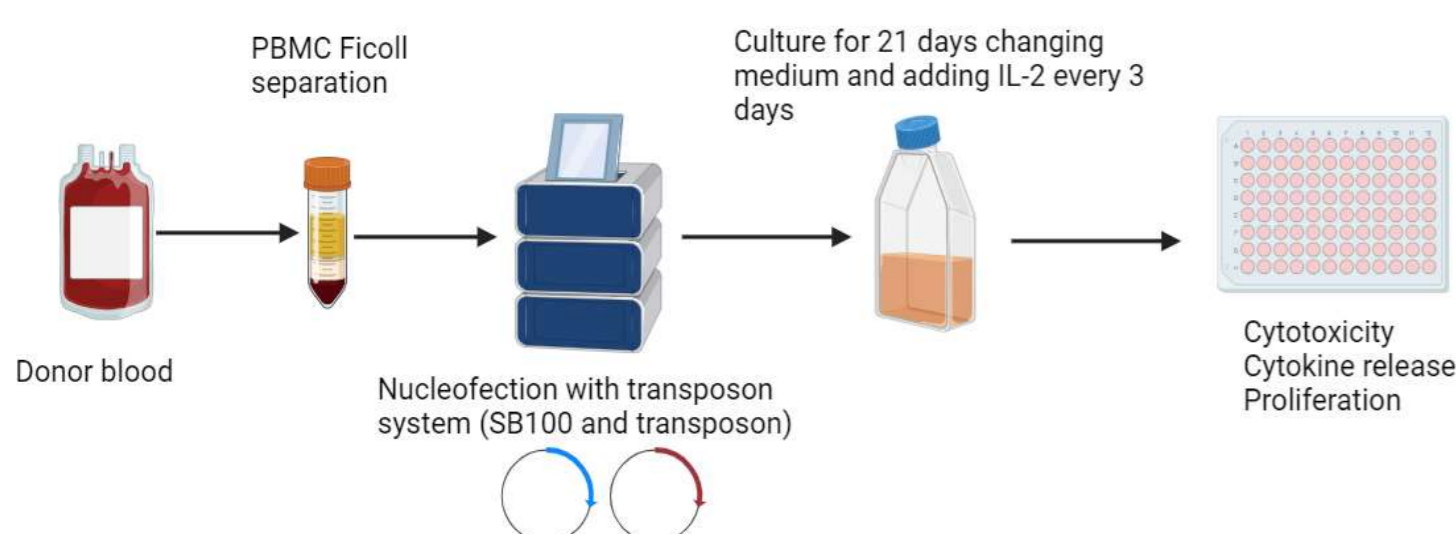 PBMC Ficoll
separation
Culture for 21 days changing
medium and adding IL-2 every 3
days
Donor blood
Nucleofection with transposon
system (SB100 and transposon)
Cytotoxicity
Cytokine release
Proliferation